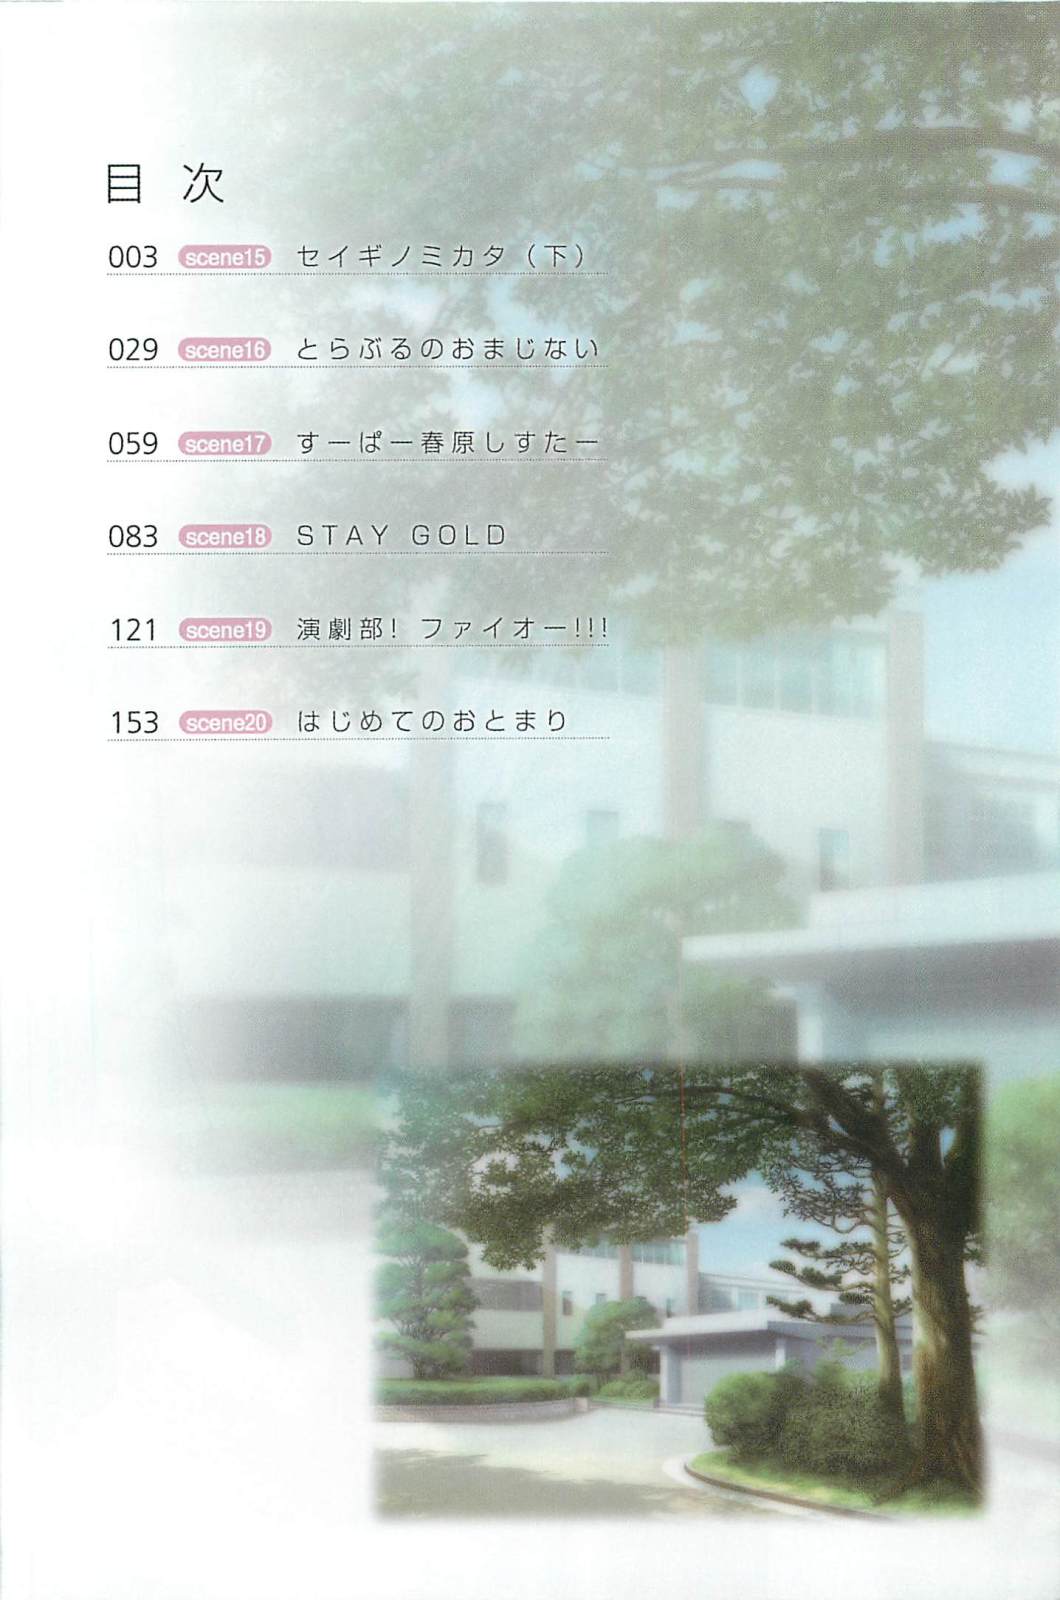 目次
003 scene15 セイギノミカタ（下）
029 scene16 とらぶるのおまじない
059 scene17 すーぱー春原しすたー
083 scene18 STAY GOLD
121 scene19 演劇部! ファイオー!!!
153 scene20 はじめてのおとまり